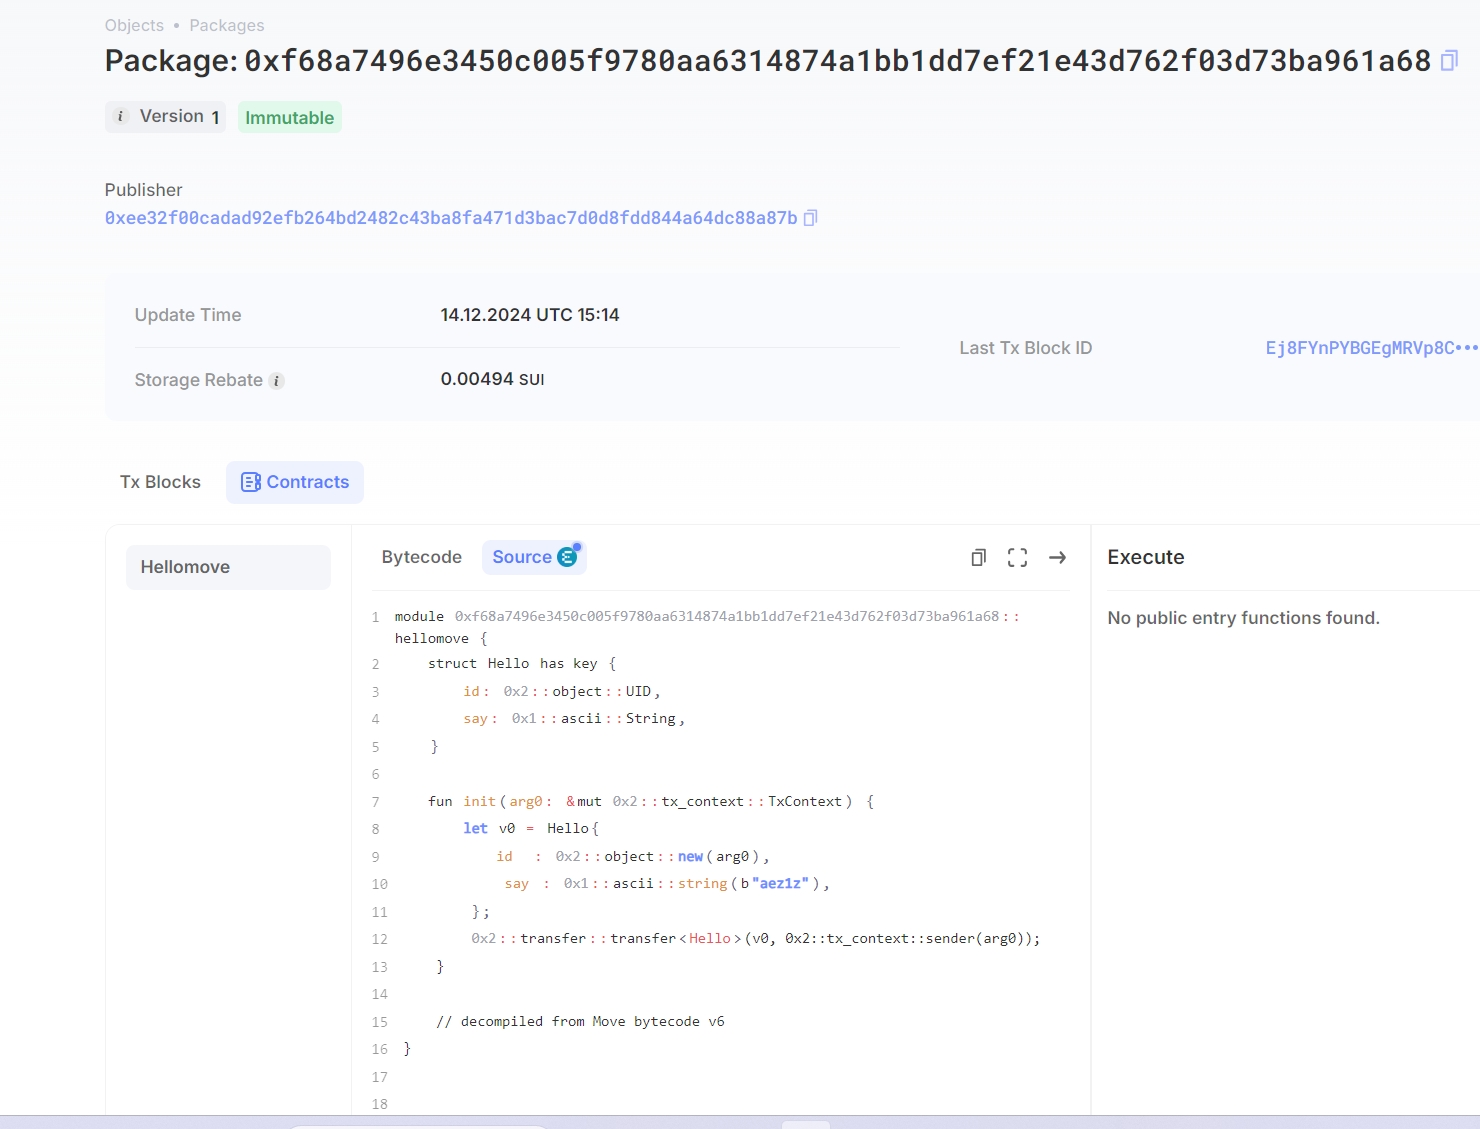 Objects • Packages
Package: 0xf68a7496e3450c005f9780aa6314874a1bb1dd7ef21e43d762f03d73ba961a68
i Version 1 Immutable
Publisher
0xee32f00cadad92efb264bd2482c43ba8fa471d3bac7d0d8fdd844a64dc88a87b
Update Time 14.12.2024 UTC 15:14
Last Tx Block ID Ej8FYnPYBGEgMRVp8C•••
Storage Rebate i 0.00494 SUI
Tx Blocks Contracts
Hellomove
Bytecode Source
1 module 0xf68a7496e3450c005f9780aa6314874a1bb1dd7ef21e43d762f03d73ba961a68::
hellomove {
2 struct Hello has key {
3 id: 0x2::object::UID,
4 say: 0x1::ascii::String,
5 }
6
7 fun init(arg0: &mut 0x2::tx_context::TxContext) {
8 let v0 = Hello{
9 id : 0x2::object::new(arg0),
10 say : 0x1::ascii::string(b"aez1z"),
11 };
12 0x2::transfer::transfer<Hello>(v0, 0x2::tx_context::sender(arg0));
13 }
14
15 // decompiled from Move bytecode v6
16 }
17
18
Execute
No public entry functions found.